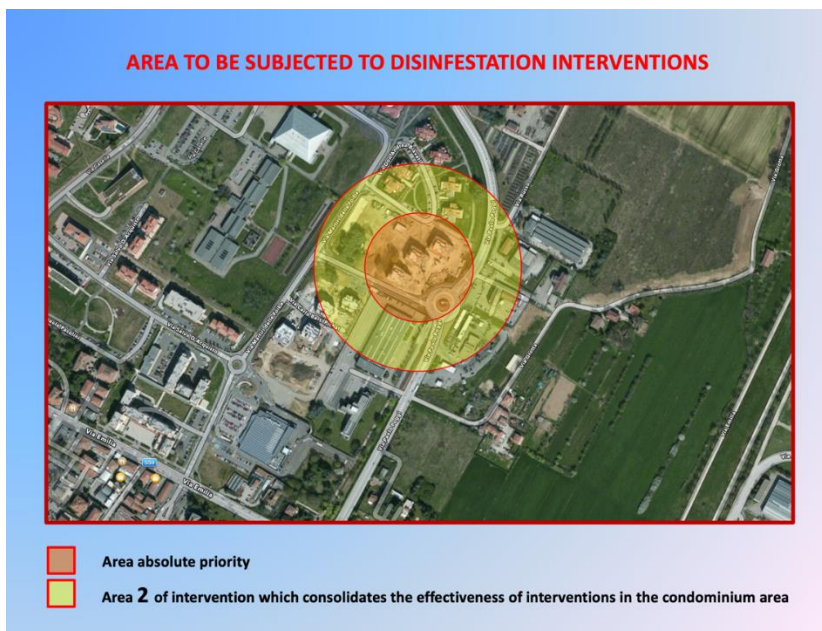 AREA TO BE SUBJECTED TO DISINFESTATION INTERVENTIONS
Via Emilia
Via Emilia
Area absolute priority
Area 2 of intervention which consolidates the effectiveness of interventions in the condominium area